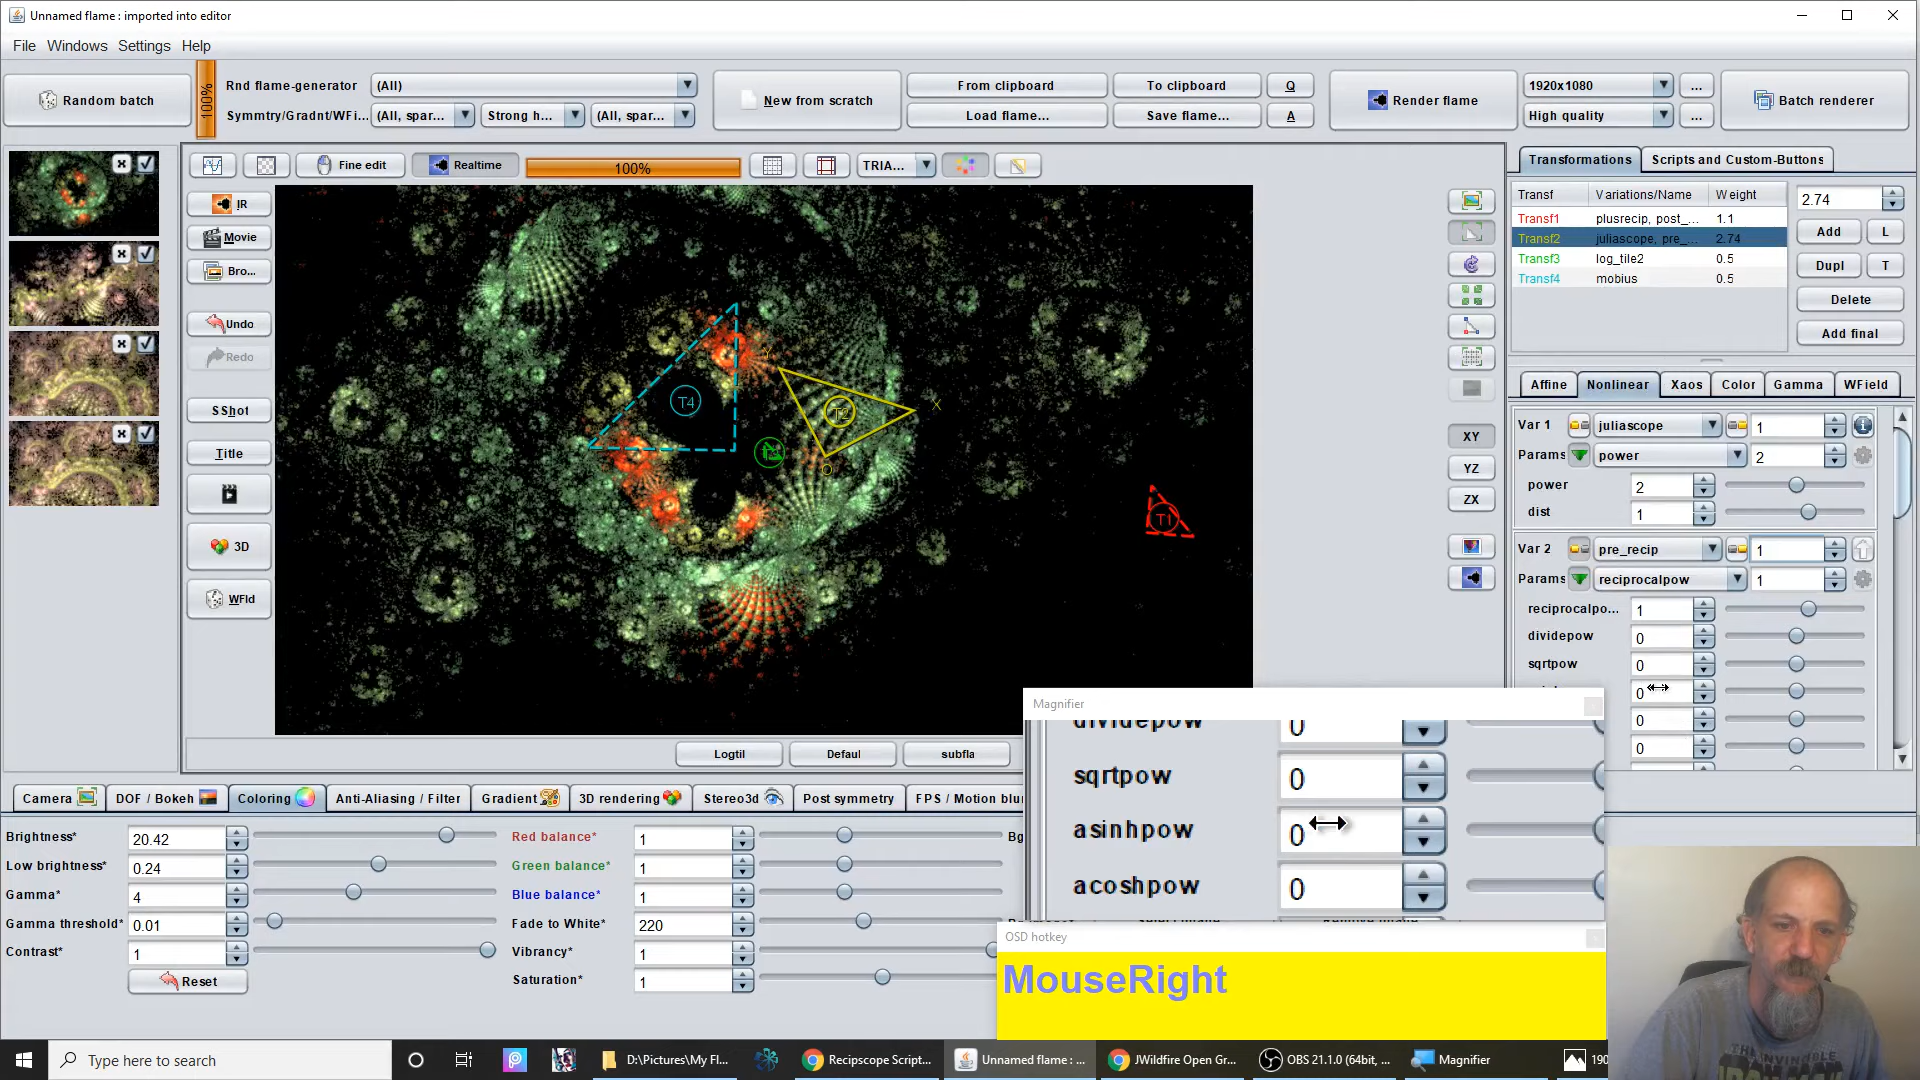 Unnamed flame : imported into editor
File Windows Settings Help
Random batch
100%
Rnd flame-generator (All)
Symmtry/Gradnt/WFi... (All, spar... Strong h... (All, spar...
New from scratch
From clipboard To clipboard Q
Load flame... Save flame... A
Render flame
1920x1080 ...
High quality ...
Batch renderer
Fine edit Realtime 100% TRIA...
IR
Movie
Bro...
Undo
Redo
SShot
Title
3D
WFld
T4
T2
X
O
T1
XY
YZ
ZX
Logtil Defaul subfla
Transformations Scripts and Custom-Buttons
Transf Variations/Name Weight
Transf1 plusrecip, post_... 1.1
Transf2 juliascope, pre_... 2.74
Transf3 log_tile2 0.5
Transf4 mobius 0.5
2.74
Add L
Dupl T
Delete
Add final
Affine Nonlinear Xaos Color Gamma WField
Var 1 juliascope 1
Params power 2
power 2
dist 1
Var 2 pre_recip 1
Params reciprocalpow 1
reciprocalpo... 1
dividepow 0
sqrtpow 0
0
0
0
Magnifier
dividepow 0
sqrtpow 0
asinhpow 0
acoshpow 0
OSD hotkey
MouseRight
Camera DOF / Bokeh Coloring Anti-Aliasing / Filter Gradient 3D rendering Stereo3d Post symmetry FPS / Motion blu
Brightness* 20.42 Red balance* 1 Bg
Low brightness* 0.24 Green balance* 1
Gamma* 4 Blue balance* 1
Gamma threshold* 0.01 Fade to White* 220
Contrast* 1 Vibrancy* 1
Reset Saturation* 1
Type here to search
D:\Pictures\My Fl... Recipscope Script... Unnamed flame : ... JWildfire Open Gr... OBS 21.1.0 (64bit, ... Magnifier 190
THE INVINCIBLE